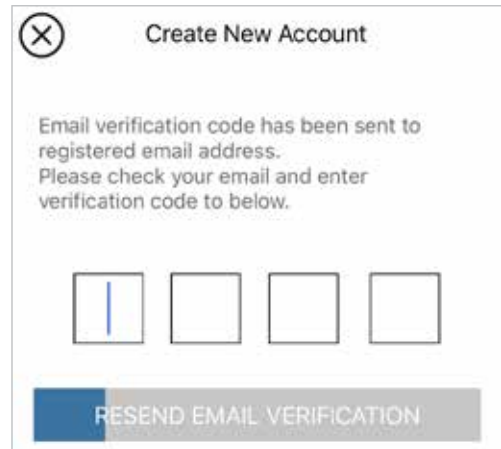 Create New Account
Email verification code has been sent to
registered email address.
Please check your email and enter
verification code to below.
RESEND EMAIL VERIFICATION